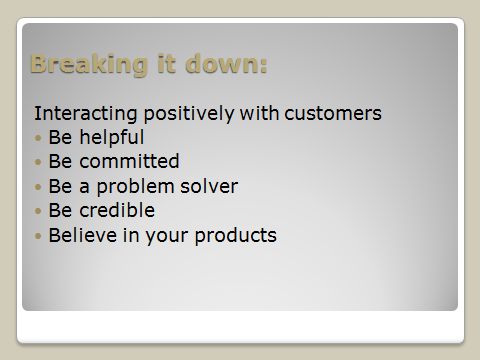 Breaking it down:
Interacting positively with customers
• Be helpful
• Be committed
• Be a problem solver
• Be credible
• Believe in your products